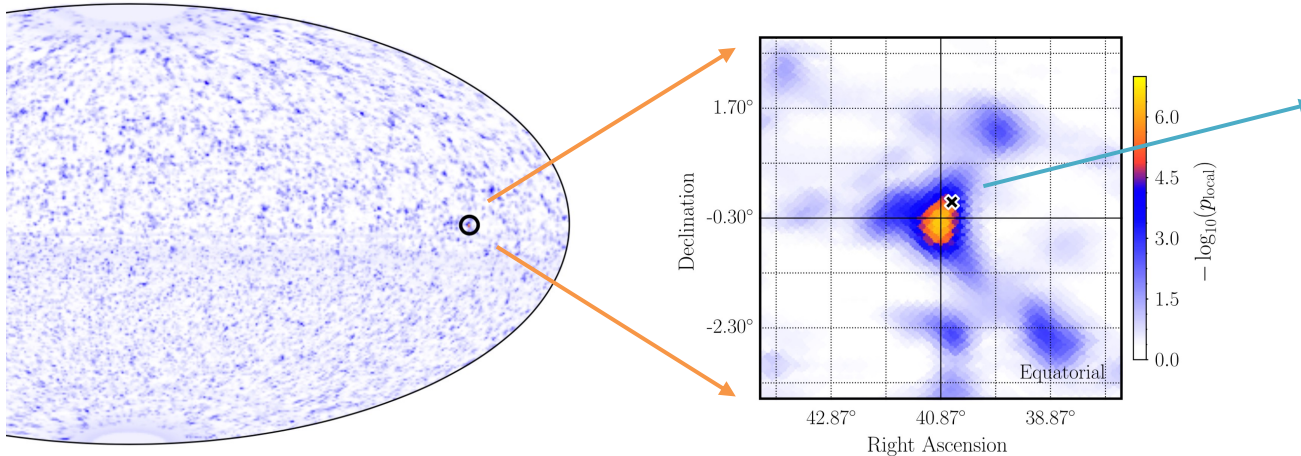 1.70°
-0.30°
-2.30°
Declination
Equatorial
42.87° 40.87° 38.87°
Right Ascension
6.0
4.5
3.0
1.5
0.0
− log₁₀(p_local)